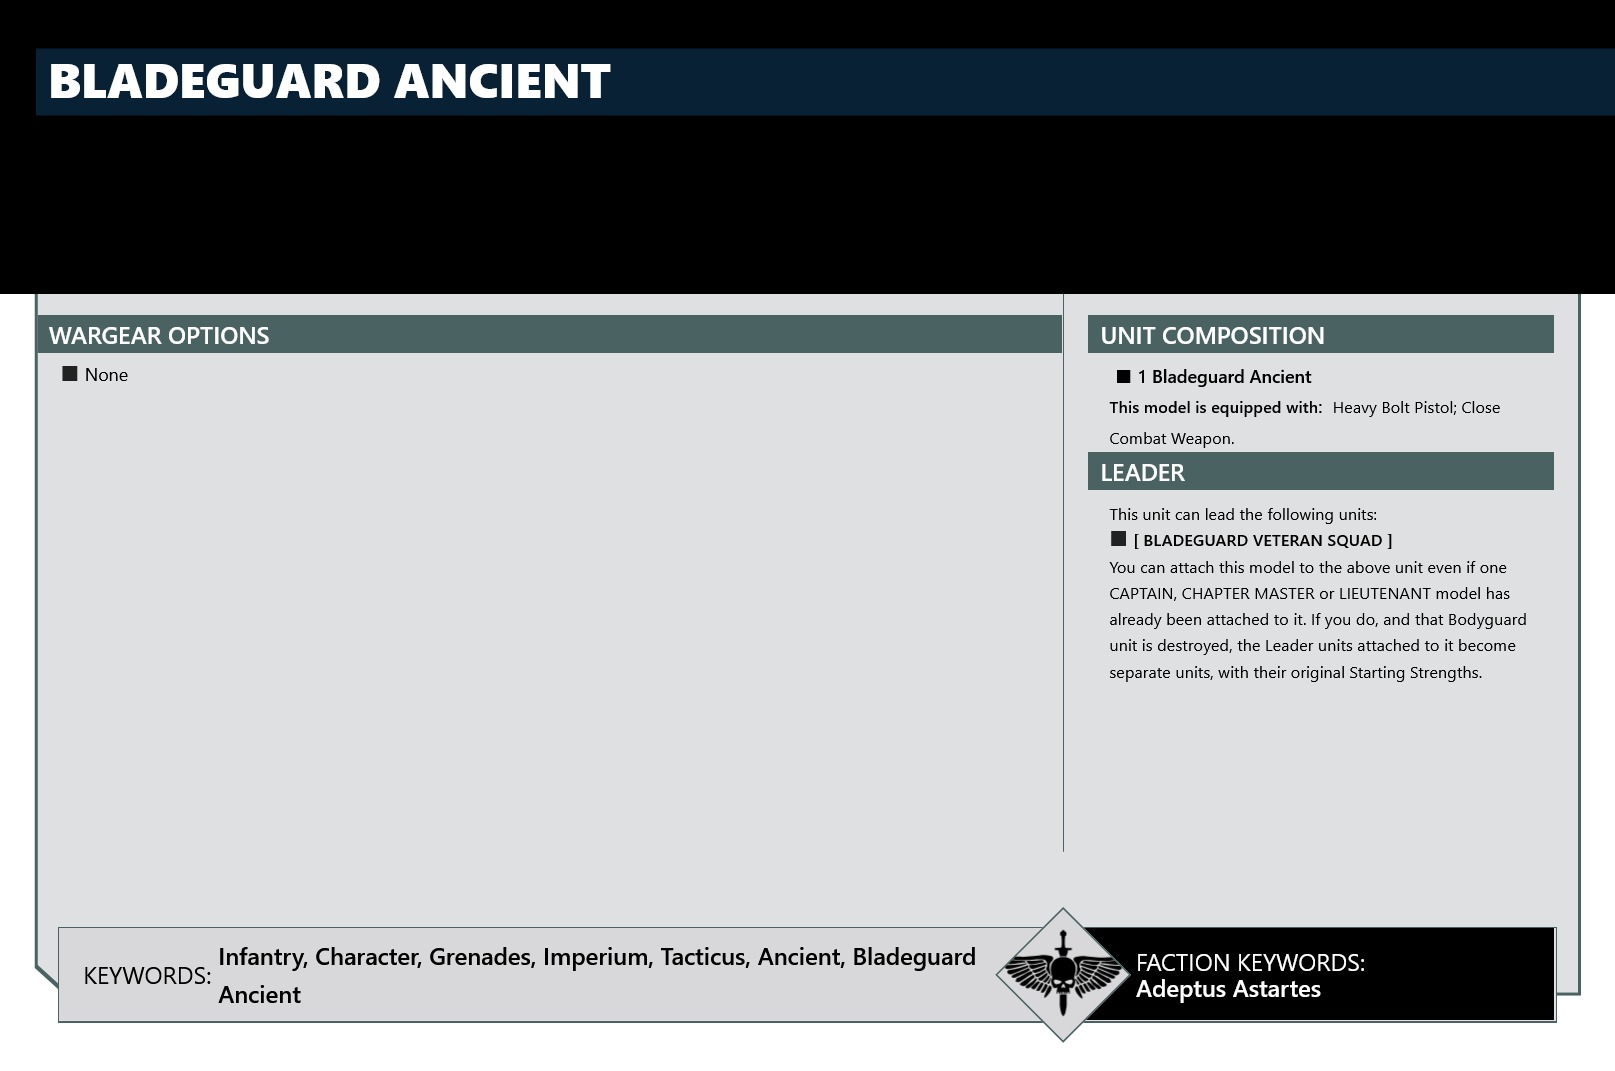 BLADEGUARD ANCIENT
WARGEAR OPTIONS
None
UNIT COMPOSITION
1 Bladeguard Ancient
This model is equipped with: Heavy Bolt Pistol; Close
Combat Weapon.
LEADER
This unit can lead the following units:
[ BLADEGUARD VETERAN SQUAD ]
You can attach this model to the above unit even if one
CAPTAIN, CHAPTER MASTER or LIEUTENANT model has
already been attached to it. If you do, and that Bodyguard
unit is destroyed, the Leader units attached to it become
separate units, with their original Starting Strengths.
KEYWORDS: Infantry, Character, Grenades, Imperium, Tacticus, Ancient, Bladeguard
Ancient
FACTION KEYWORDS:
Adeptus Astartes